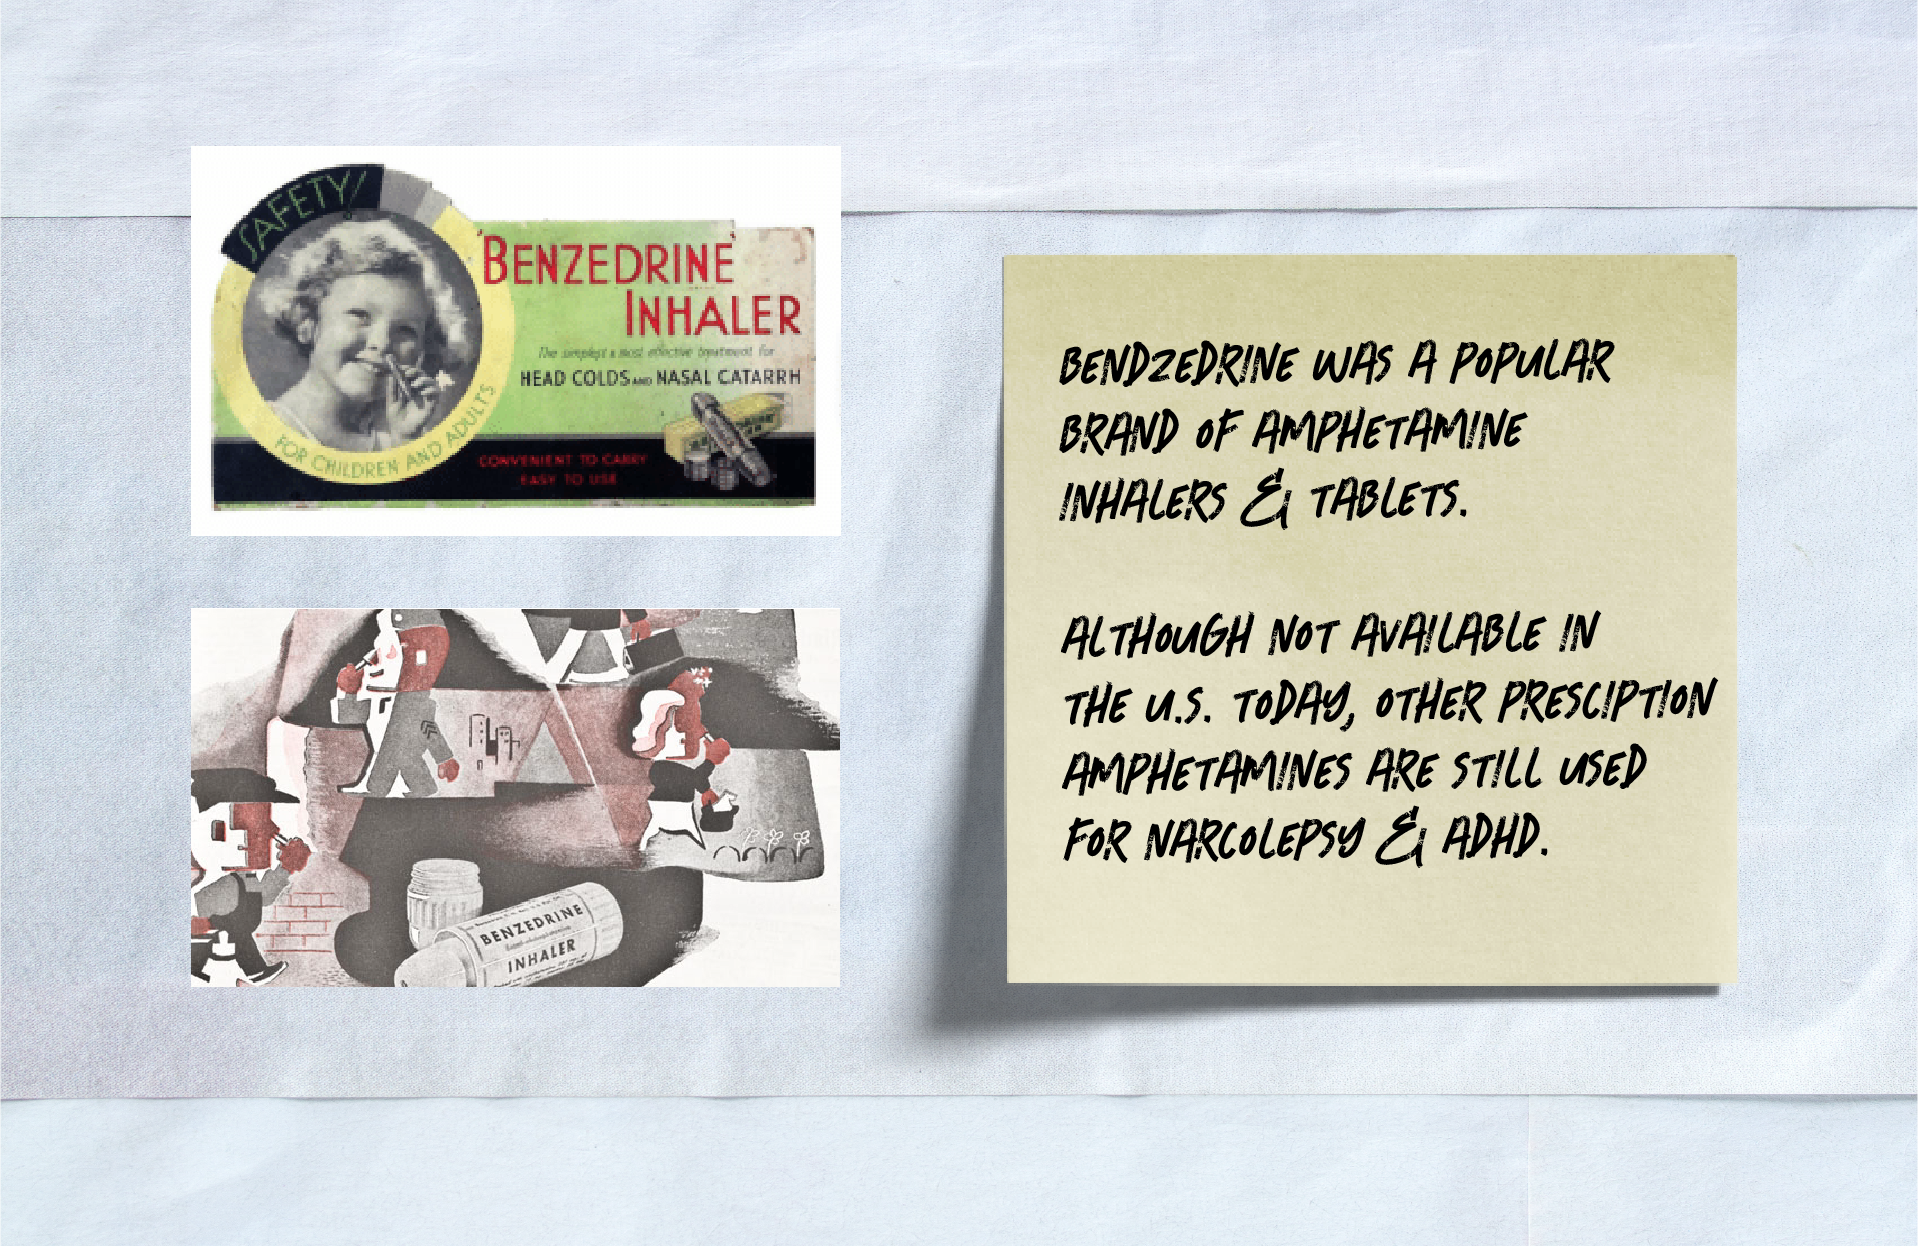 SAFETY!
'BENZEDRINE'
INHALER
The simplest & most effective treatment for
HEAD COLDS AND NASAL CATARRH
FOR CHILDREN AND ADULTS
CONVENIENT TO CARRY
EASY TO USE
BENDZEDRINE WAS A POPULAR
BRAND OF AMPHETAMINE
INHALERS & TABLETS.
ALTHOUGH NOT AVAILABLE IN
THE U.S. TODAY, OTHER PRESCIPTION
AMPHETAMINES ARE STILL USED
FOR NARCOLEPSY & ADHD.
BENZEDRINE
INHALER